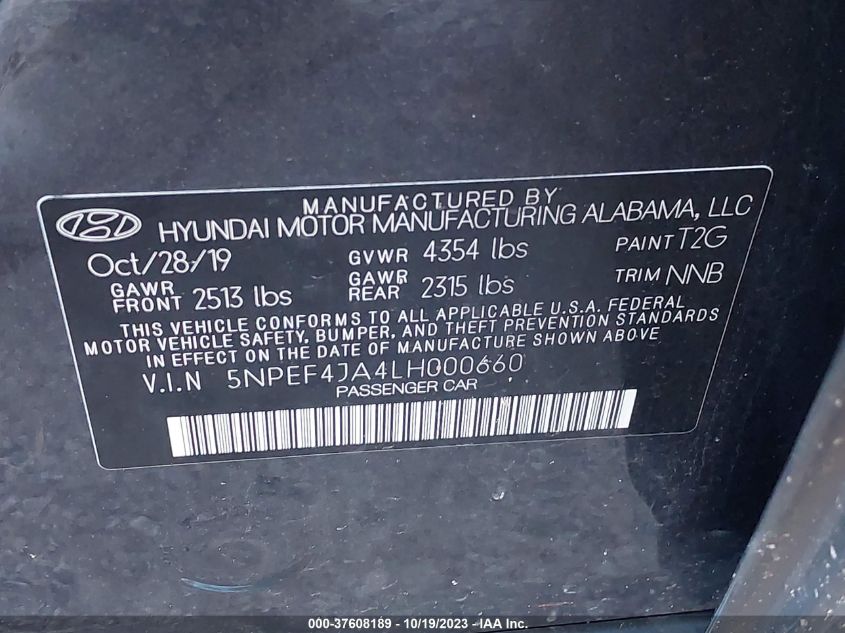 MANUFACTURED BY
HYUNDAI MOTOR MANUFACTURING ALABAMA, LLC
Oct/28/19 GVWR 4354 lbs PAINT T2G
GAWR FRONT 2513 lbs GAWR REAR 2315 lbs TRIM NNB
THIS VEHICLE CONFORMS TO ALL APPLICABLE U.S.A. FEDERAL
MOTOR VEHICLE SAFETY, BUMPER, AND THEFT PREVENTION STANDARDS
IN EFFECT ON THE DATE OF MANUFACTURE SHOWN ABOVE
V.I.N 5NPEF4JA4LH000660
PASSENGER CAR
000-37608189 - 10/19/2023 - IAA Inc.